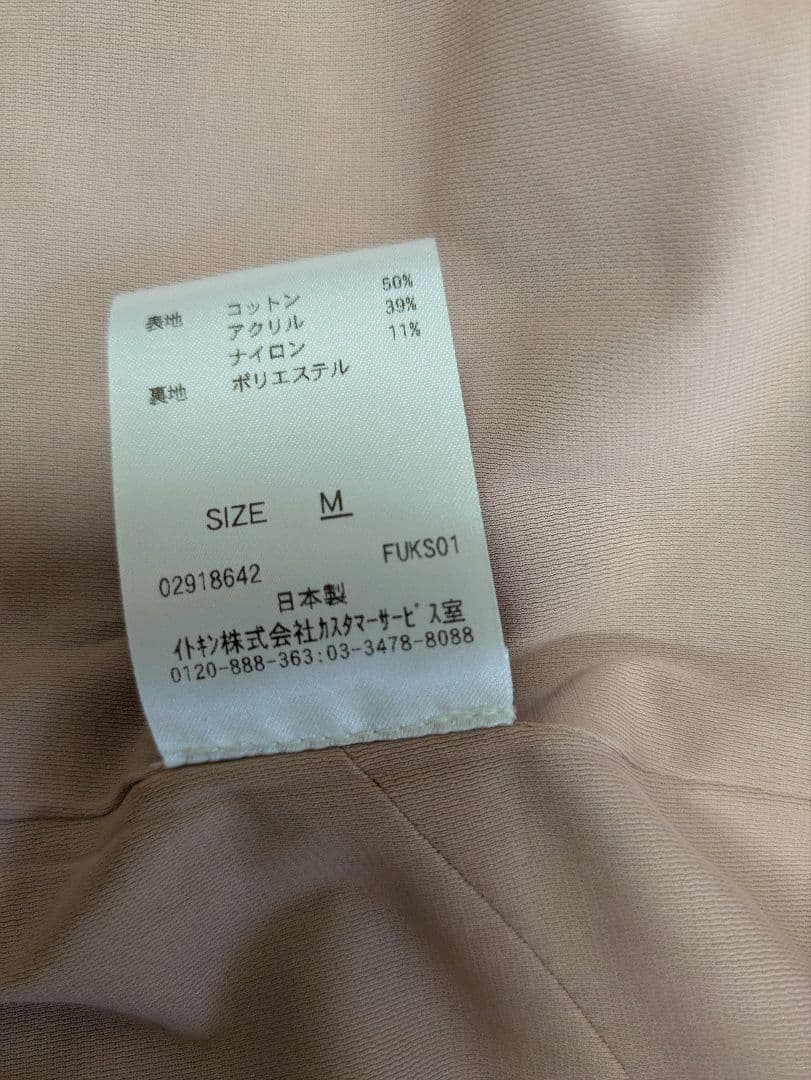 表地 コットン 50%
アクリル 39%
ナイロン 11%
裏地 ポリエステル
SIZE M
02918642 FUKS01
日本製
ｲﾄｷﾝ株式会社ｶｽﾀﾏｰｻｰﾋﾞｽ室
0120-888-363:03-3478-8088